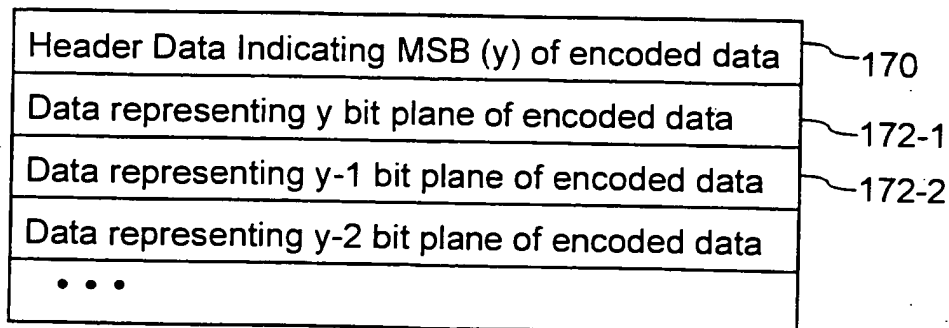 Header Data Indicating MSB (y) of encoded data 170
Data representing y bit plane of encoded data 172-1
Data representing y-1 bit plane of encoded data 172-2
Data representing y-2 bit plane of encoded data
• • •